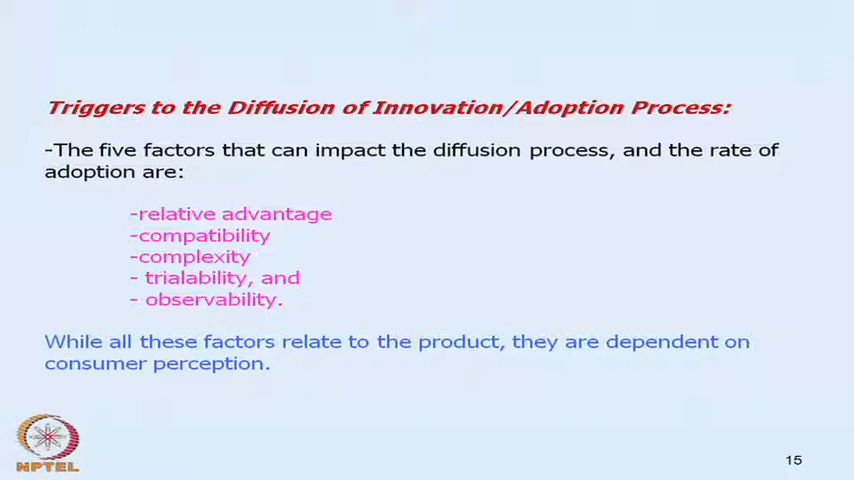 Triggers to the Diffusion of Innovation/Adoption Process:
-The five factors that can impact the diffusion process, and the rate of
adoption are:
-relative advantage
-compatibility
-complexity
- trialability, and
- observability.
While all these factors relate to the product, they are dependent on
consumer perception.
NPTEL
15